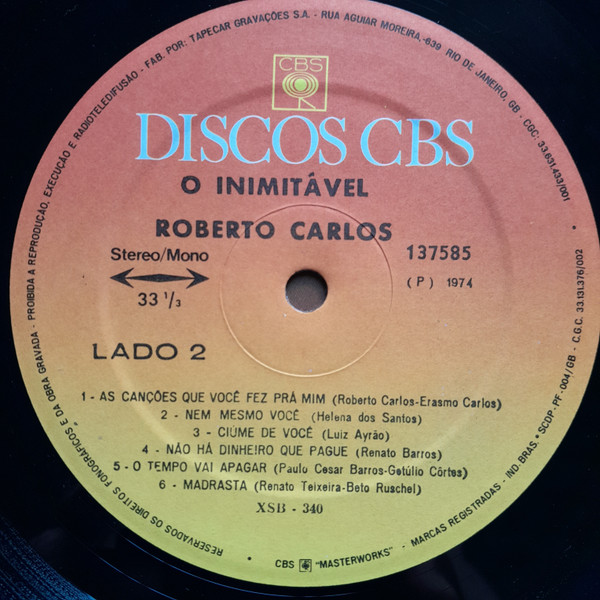 RESERVADOS OS DIREITOS FONOGRÁFICOS E DA OBRA GRAVADA - PROIBIDA A REPRODUÇÃO, EXECUÇÃO E RADIOTELEDIFUSÃO - FAB. POR: TAPECAR GRAVAÇÕES S.A. - RUA AGUIAR MOREIRA,-639 RIO DE JANEIRO, GB - CGC: 33.631.433/001
CBS
DISCOS CBS
O INIMITÁVEL
ROBERTO CARLOS
Stereo/Mono
137585
33 1/3
(P) 1974
LADO 2
1 - AS CANÇÕES QUE VOCÊ FEZ PRÁ MIM (Roberto Carlos-Erasmo Carlos)
2 - NEM MESMO VOCÊ (Helena dos Santos)
3 - CIÚME DE VOCÊ (Luiz Ayrão)
4 - NÃO HÁ DINHEIRO QUE PAGUE (Renato Barros)
5 - O TEMPO VAI APAGAR (Paulo Cesar Barros-Getúlio Côrtes)
6 - MADRASTA (Renato Teixeira-Beto Ruschel)
XSB - 340
CBS "MASTERWORKS" - MARCAS REGISTRADAS - IND. BRAS. • SCDP-PF-004/GB - C.G.C. 33.131.376/002